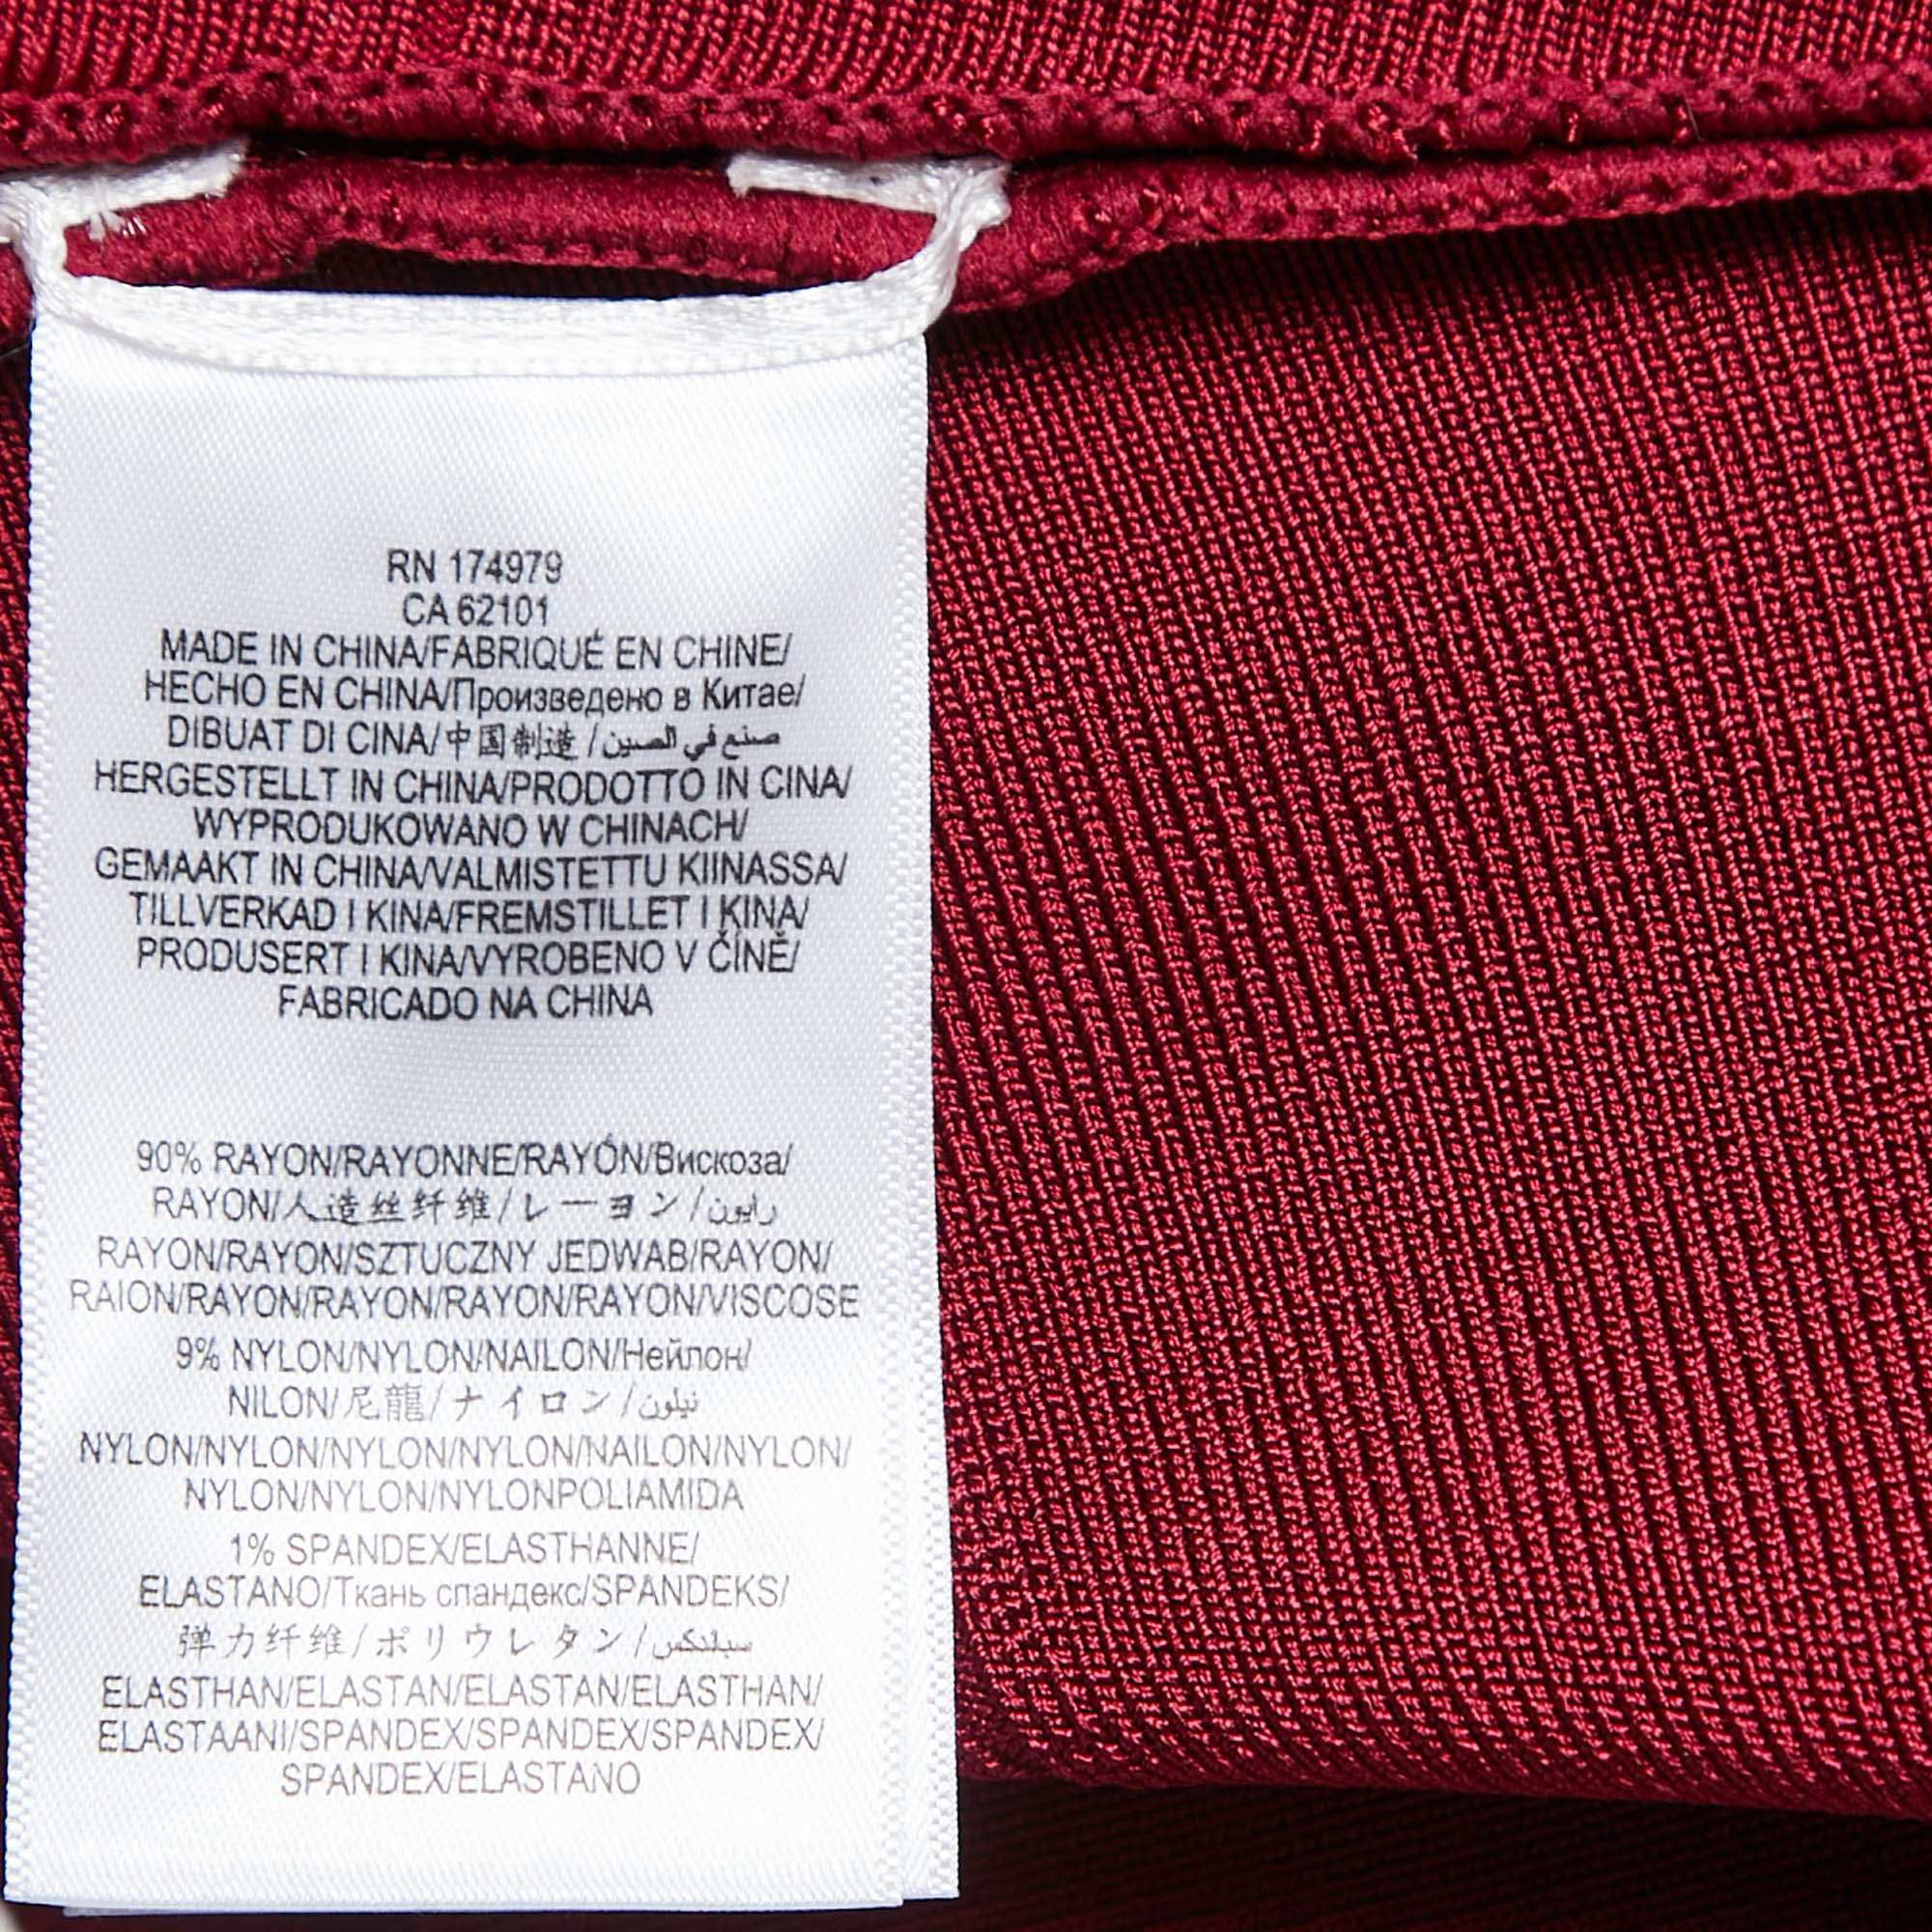 RN 174979
CA 62101
MADE IN CHINA/FABRIQUÉ EN CHINE/
HECHO EN CHINA/Произведено в Китае/
DIBUAT DI CINA/中国制造/صنع في الصين
HERGESTELLT IN CHINA/PRODOTTO IN CINA/
WYPRODUKOWANO W CHINACH/
GEMAAKT IN CHINA/VALMISTETTU KIINASSA/
TILLVERKAD I KINA/FREMSTILLET I KINA/
PRODUSERT I KINA/VYROBENO V ČÍNĚ/
FABRICADO NA CHINA
90% RAYON/RAYONNE/RAYÓN/Вискоза/
RAYON/人造丝纤维/レーヨン/رايون
RAYON/RAYON/SZTUCZNY JEDWAB/RAYON/
RAION/RAYON/RAYON/RAYON/RAYON/VISCOSE
9% NYLON/NYLON/NAILON/Нейлон/
NILON/尼龍/ナイロン/نيلون
NYLON/NYLON/NYLON/NYLON/NAILON/NYLON/
NYLON/NYLON/NYLONPOLIAMIDA
1% SPANDEX/ELASTHANNE/
ELASTANO/Ткань спандекс/SPANDEKS/
弹力纤维/ポリウレタン/سباندكس
ELASTHAN/ELASTAN/ELASTAN/ELASTHAN/
ELASTAANI/SPANDEX/SPANDEX/SPANDEX/
SPANDEX/ELASTANO